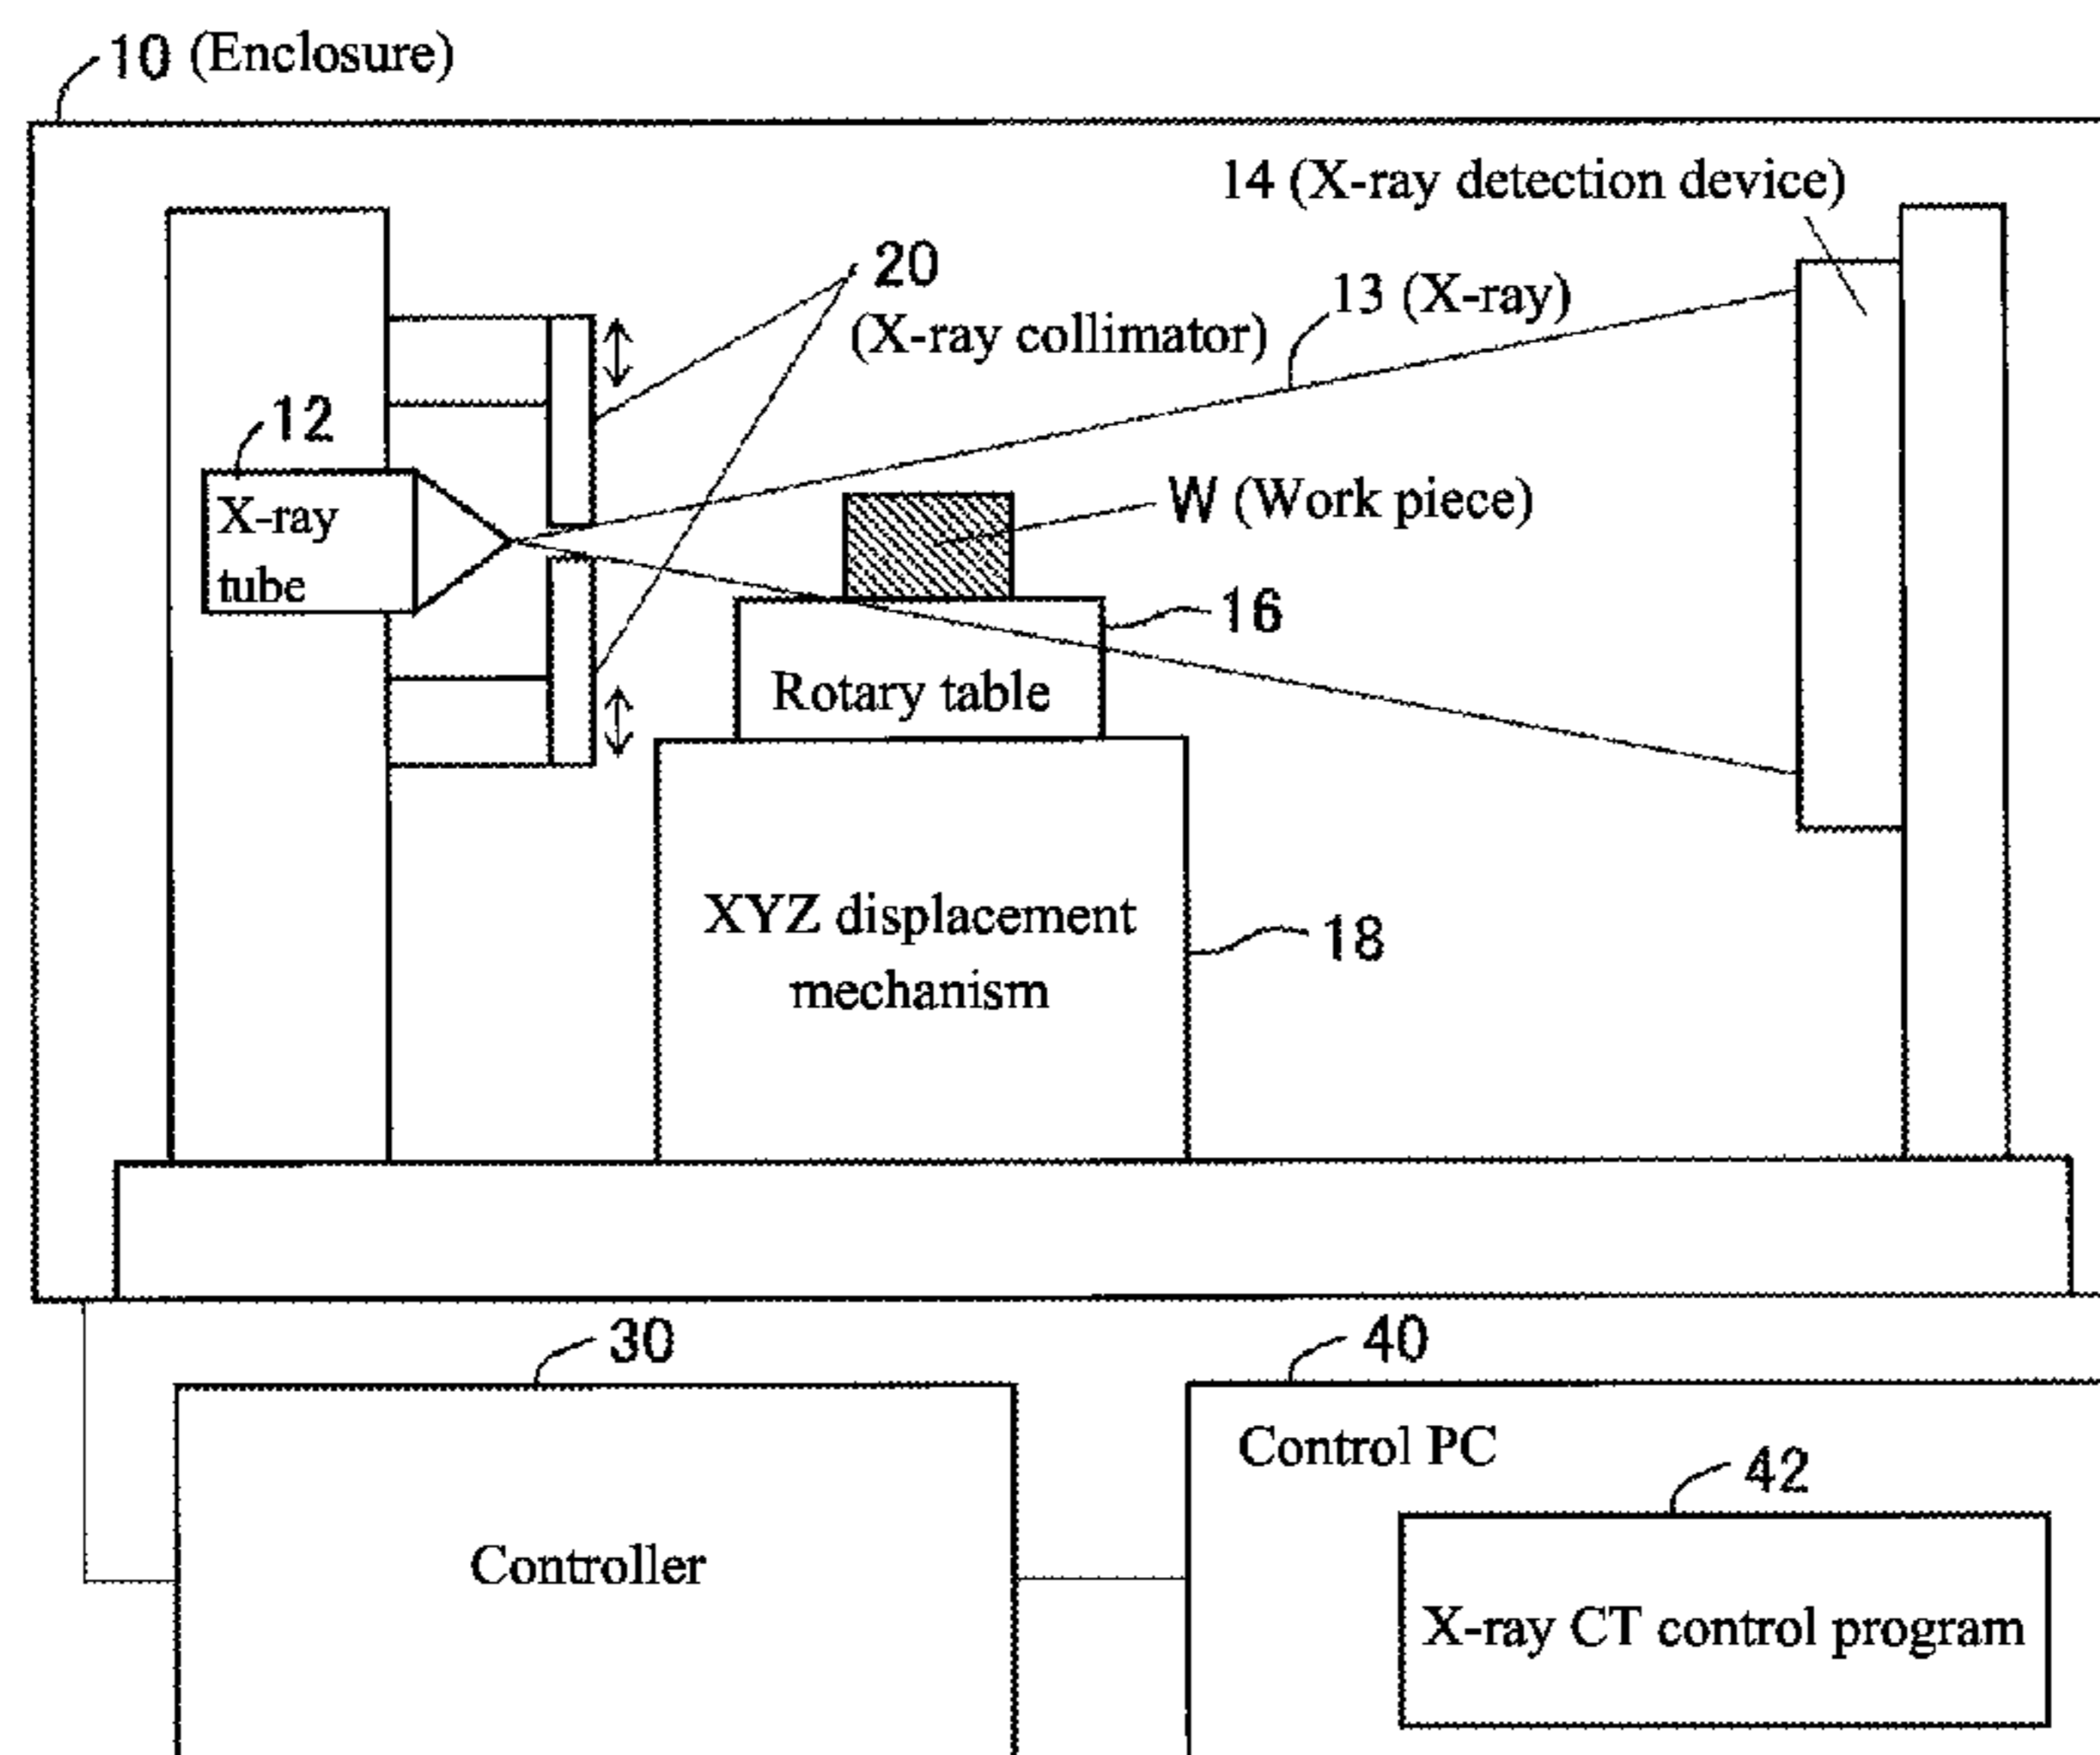 10 (Enclosure)
14 (X-ray detection device)
20
(X-ray collimator)
13 (X-ray)
12
X-ray
tube
W (Work piece)
16
Rotary table
XYZ displacement
mechanism
18
30
Controller
40
Control PC
42
X-ray CT control program